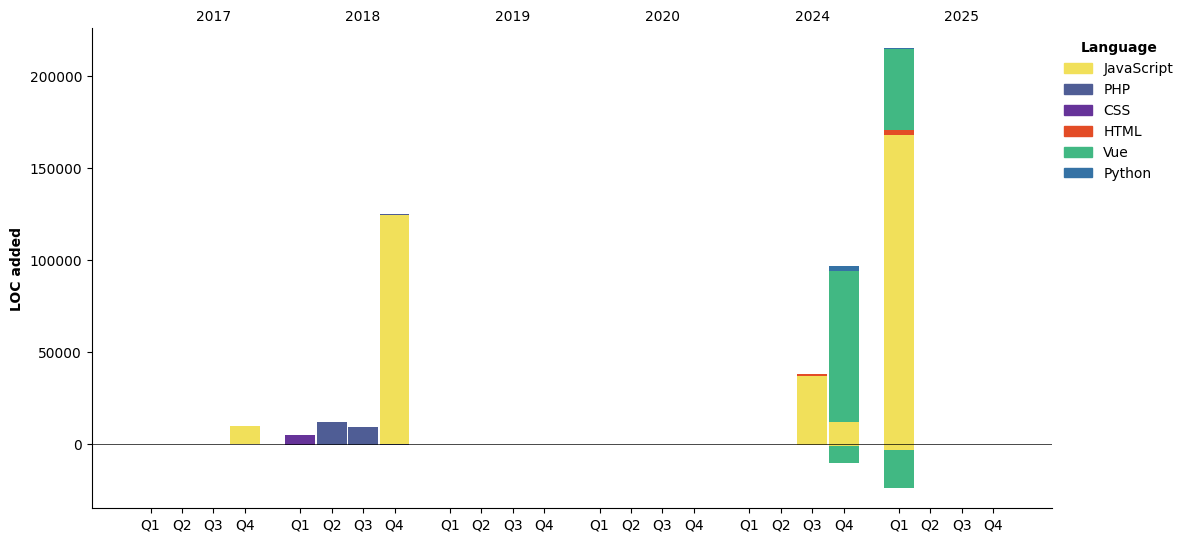 2017 2018 2019 2020 2024 2025
Language
JavaScript
PHP
CSS
HTML
Vue
Python
LOC added
200000
150000
100000
50000
0
Q1 Q2 Q3 Q4 Q1 Q2 Q3 Q4 Q1 Q2 Q3 Q4 Q1 Q2 Q3 Q4 Q1 Q2 Q3 Q4 Q1 Q2 Q3 Q4